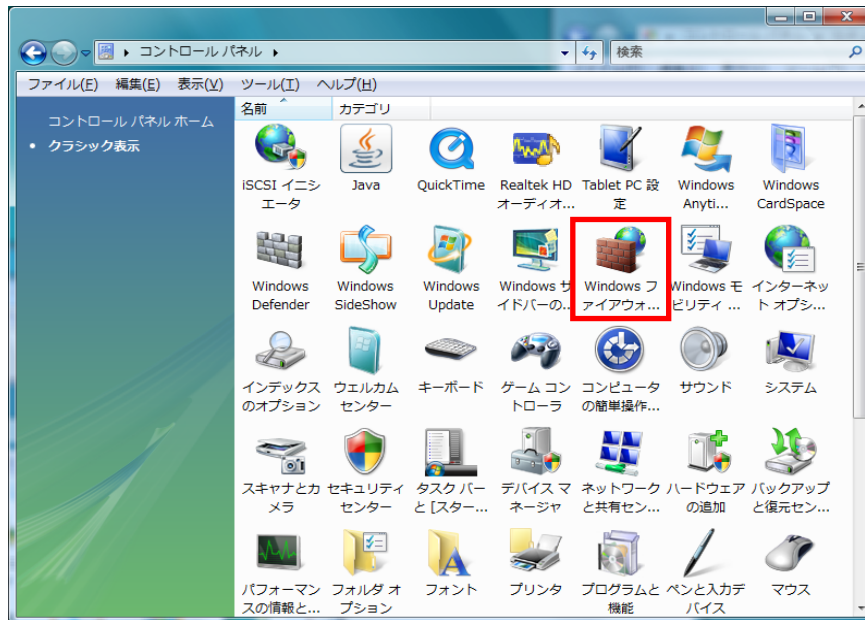 コントロール パネル
検索
ファイル(F) 編集(E) 表示(V) ツール(T) ヘルプ(H)
コントロール パネル ホーム
クラシック表示
名前 カテゴリ
iSCSI イニシ
エータ
Java
QuickTime
Realtek HD
オーディオ...
Tablet PC 設
定
Windows
Anyti...
Windows
CardSpace
Windows
Defender
Windows
SideShow
Windows
Update
Windows サ
イドバーの...
Windows フ
ァイアウォ...
Windows モ
ビリティ ...
インターネッ
ト オプシ...
インデックス
のオプション
ウェルカム
センター
キーボード
ゲーム コン
トローラ
コンピュータ
の簡単操作...
サウンド
システム
スキャナとカ
メラ
セキュリティ
センター
タスク バー
と [スター...
デバイス マ
ネージャ
ネットワーク
と共有セン...
ハードウェア
の追加
バックアップ
と復元セン...
パフォーマン
スの情報と...
フォルダ オ
プション
フォント
プリンタ
プログラムと
機能
ペンと入力デ
バイス
マウス